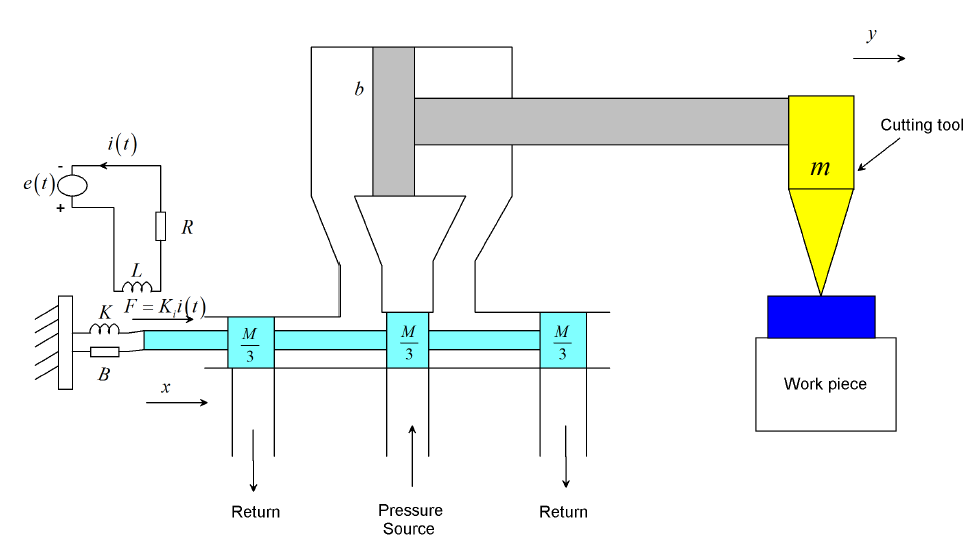 y
b
Cutting tool
i(t)
-
e(t)
+
m
R
L
K
F = K_i i(t)
M/3
M/3
M/3
B
Work piece
x
Return
Pressure
Source
Return